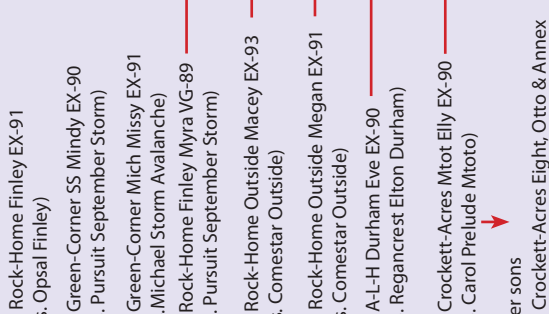 Rock-Home Finley EX-91
s. Opsal Finley)
Green-Corner SS Mindy EX-90
. Pursuit September Storm)
Green-Corner Mich Missy EX-91
.Michael Storm Avalanche)
Rock-Home Finley Myra VG-89
. Pursuit September Storm)
Rock-Home Outside Macey EX-93
s. Comestar Outside)
Rock-Home Outside Megan EX-91
s. Comestar Outside)
A-L-H Durham Eve EX-90
. Regancrest Elton Durham)
Crockett-Acres Mtot Elly EX-90
. Carol Prelude Mtoto)
er sons
Crockett-Acres Eight, Otto & Annex